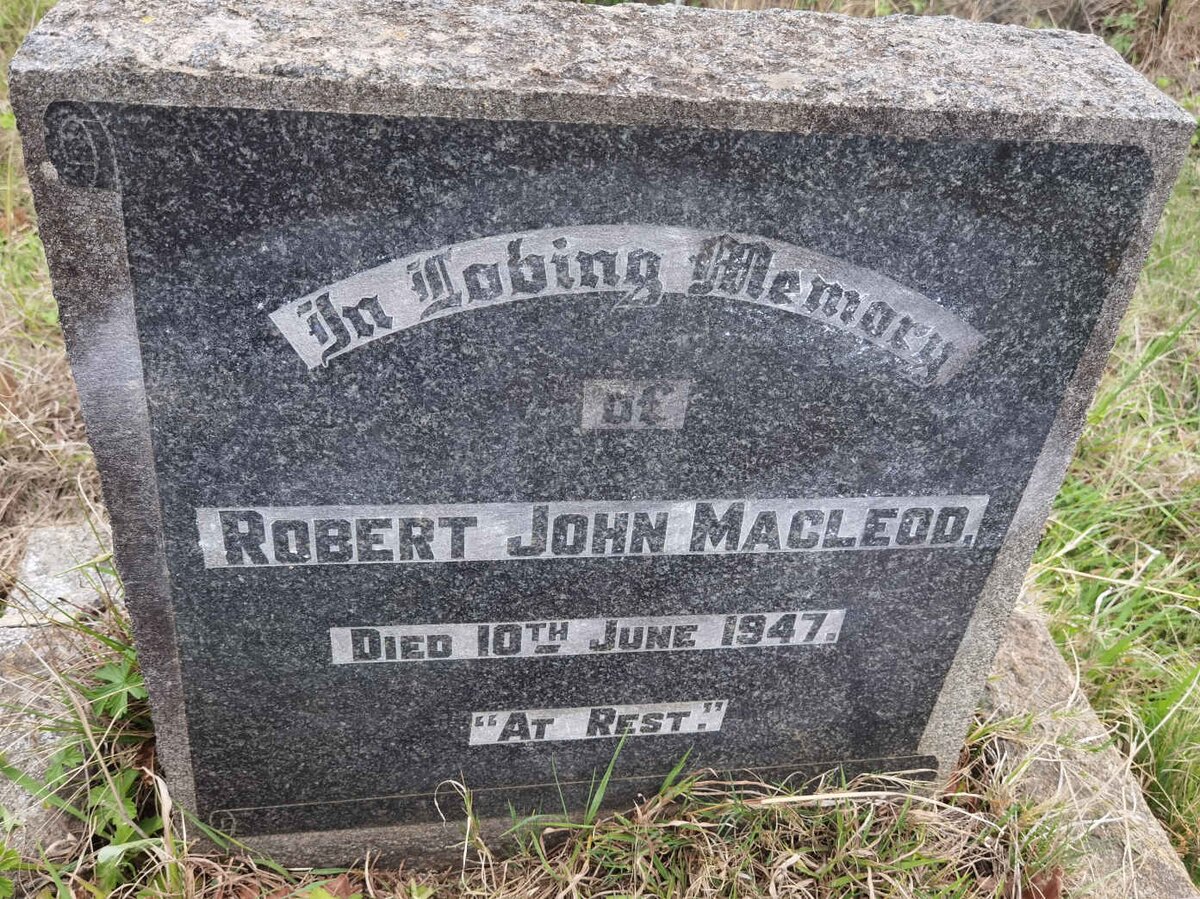 In Loving Memory
of
ROBERT JOHN MACLEOD,
DIED 10TH JUNE 1947.
"AT REST."